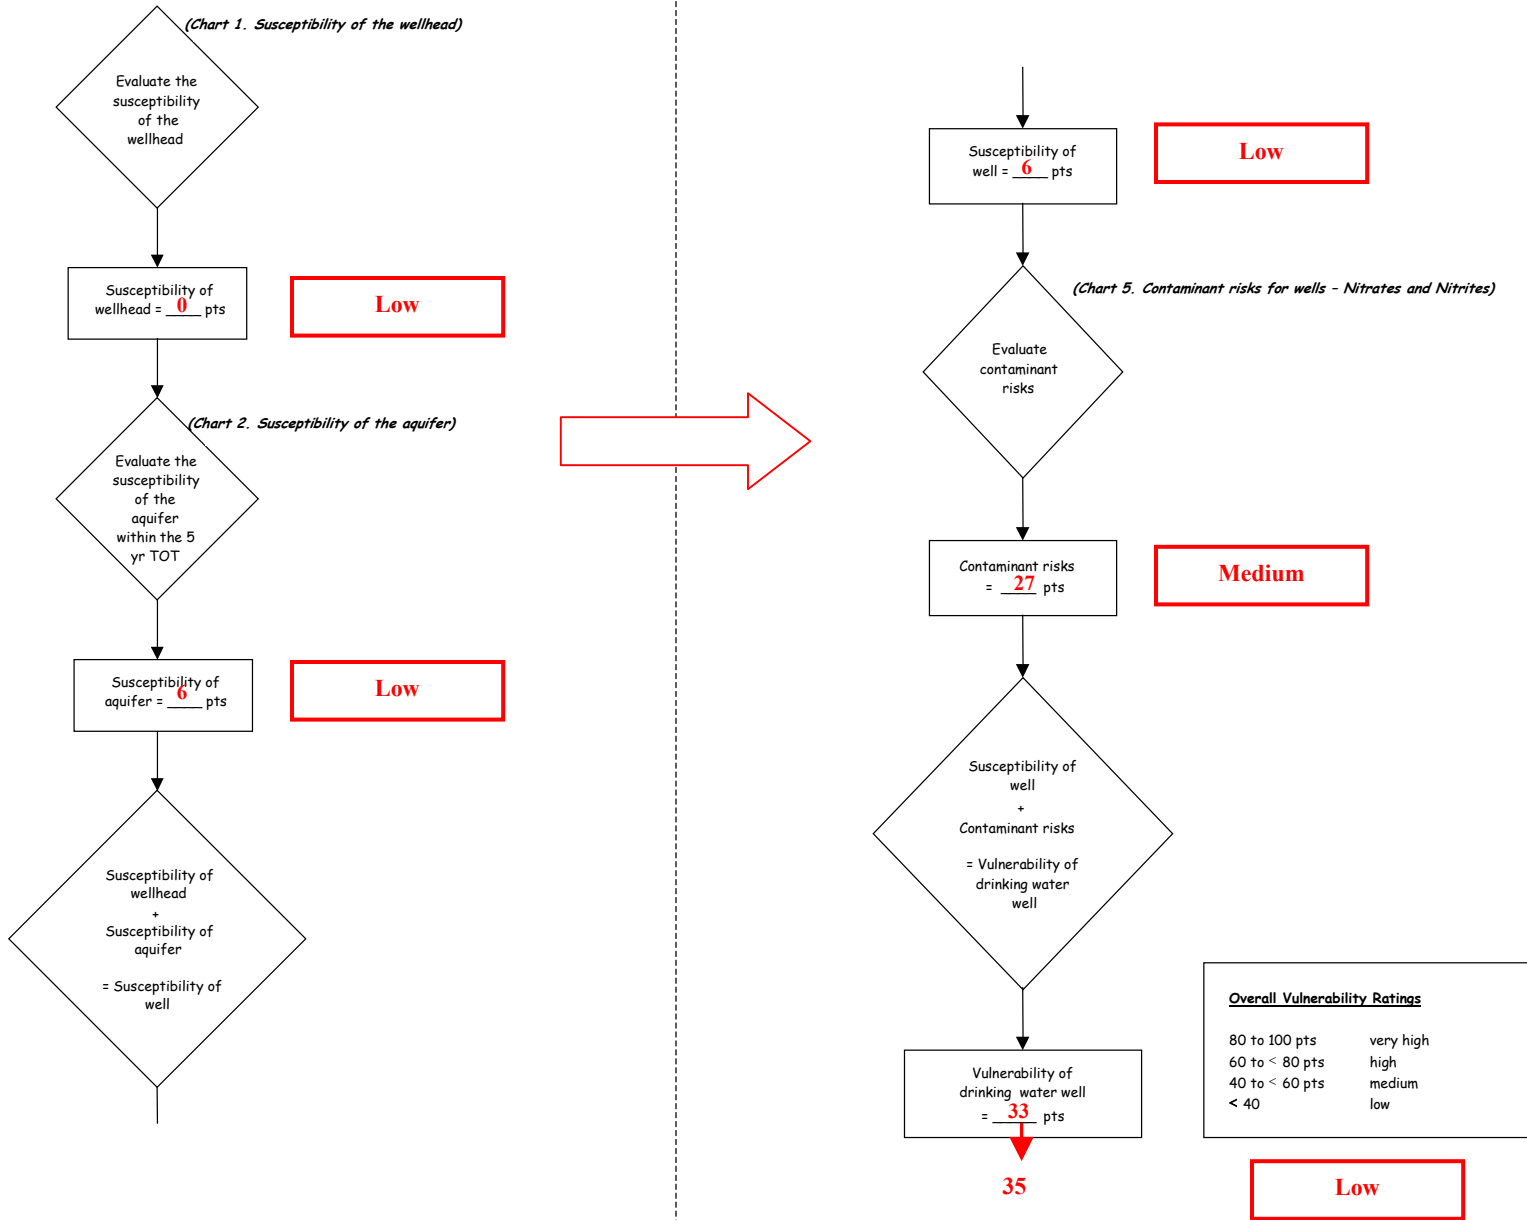 (Chart 1. Susceptibility of the wellhead)
Evaluate the
susceptibility
of the
wellhead
Susceptibility of
wellhead = 0 pts
Low
(Chart 2. Susceptibility of the aquifer)
Evaluate the
susceptibility
of the
aquifer
within the 5
yr TOT
Susceptibility of
aquifer = 6 pts
Low
Susceptibility of
wellhead
+
Susceptibility of
aquifer
= Susceptibility of
well
Susceptibility of
well = 6 pts
Low
(Chart 5. Contaminant risks for wells – Nitrates and Nitrites)
Evaluate
contaminant
risks
Contaminant risks
= 27 pts
Medium
Susceptibility of
well
+
Contaminant risks
= Vulnerability of
drinking water
well
Vulnerability of
drinking water well
= 33 pts
35
Overall Vulnerability Ratings
80 to 100 pts very high
60 to < 80 pts high
40 to < 60 pts medium
< 40 low
Low